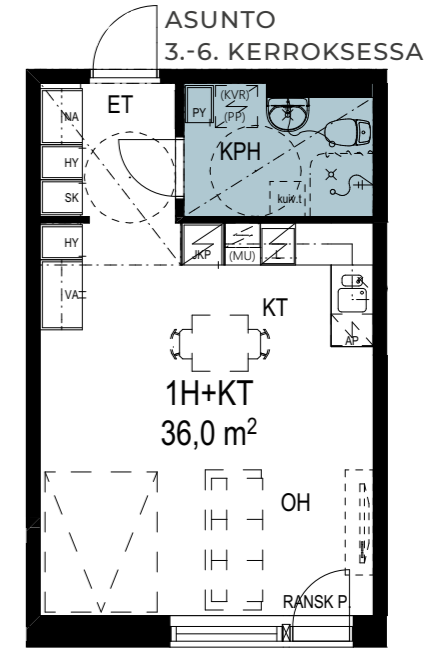 ASUNTO
3.-6. KERROKSESSA
NA
ET
PY
(KVR)
(PP)
KPH
HY
SK
kuiv.t
HY
JKP
(MU)
L
VA
KT
AP
1H+KT
36,0 m²
OH
RANSK P.